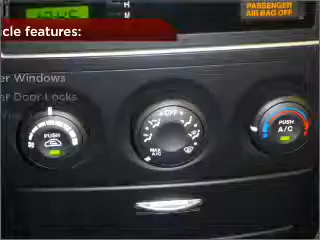 H
M
PASSENGER
AIR BAG OFF
cle features:
er Windows
er Door Locks
OFF
PUSH
MAX
A/C
PUSH
A/C